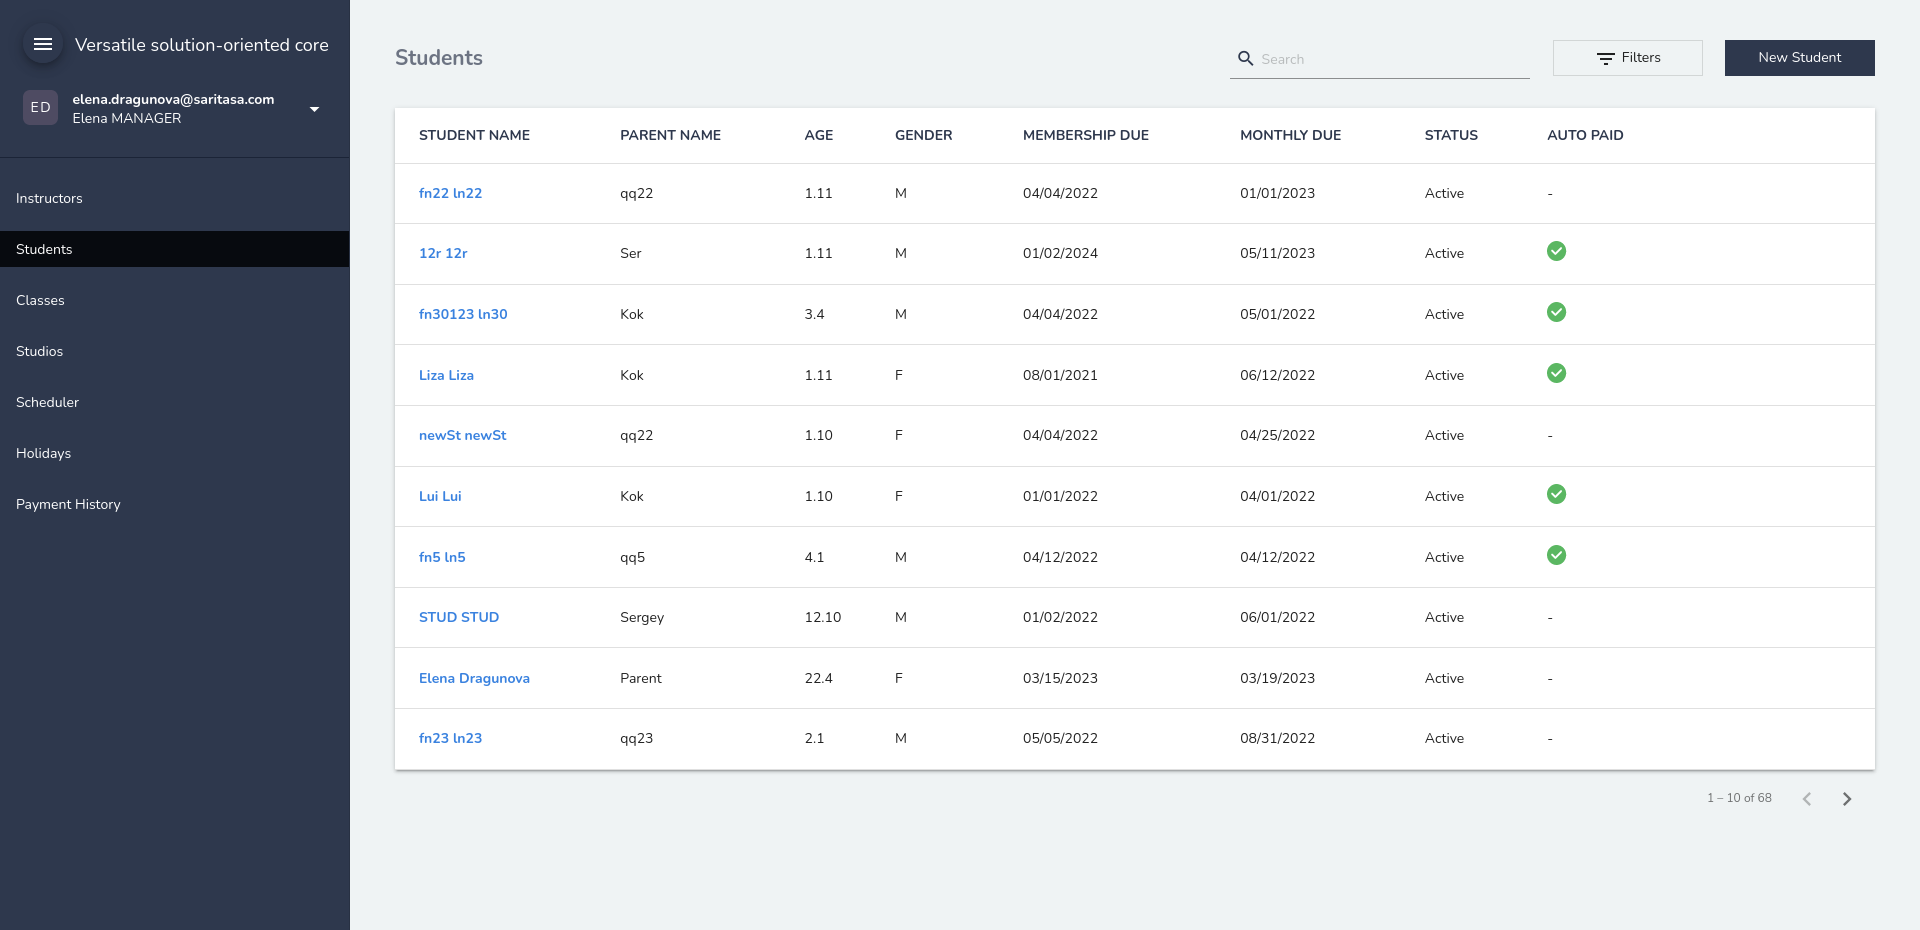 Versatile solution-oriented core
ED
elena.dragunova@saritasa.com
Elena MANAGER
Instructors
Students
Classes
Studios
Scheduler
Holidays
Payment History
Students
Search
Filters
New Student
STUDENT NAME PARENT NAME AGE GENDER MEMBERSHIP DUE MONTHLY DUE STATUS AUTO PAID
fn22 ln22 qq22 1.11 M 04/04/2022 01/01/2023 Active -
12r 12r Ser 1.11 M 01/02/2024 05/11/2023 Active
fn30123 ln30 Kok 3.4 M 04/04/2022 05/01/2022 Active
Liza Liza Kok 1.11 F 08/01/2021 06/12/2022 Active
newSt newSt qq22 1.10 F 04/04/2022 04/25/2022 Active -
Lui Lui Kok 1.10 F 01/01/2022 04/01/2022 Active
fn5 ln5 qq5 4.1 M 04/12/2022 04/12/2022 Active
STUD STUD Sergey 12.10 M 01/02/2022 06/01/2022 Active -
Elena Dragunova Parent 22.4 F 03/15/2023 03/19/2023 Active -
fn23 ln23 qq23 2.1 M 05/05/2022 08/31/2022 Active -
1 – 10 of 68